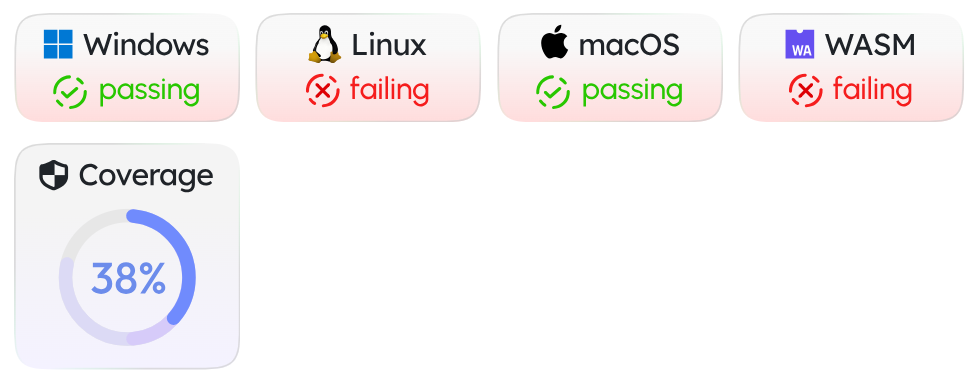 Windows
passing
Linux
failing
macOS
passing
WA
WASM
failing
Coverage
38%